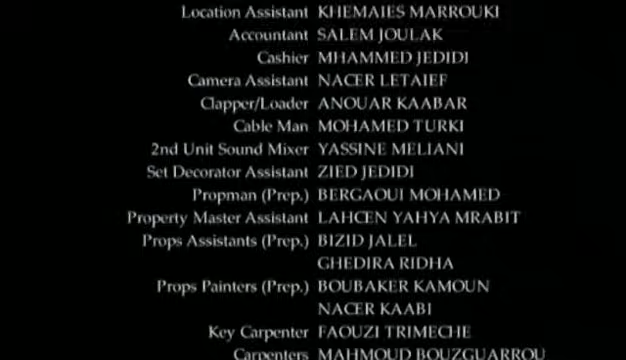 Location Assistant KHEMAIES MARROUKI
Accountant SALEM JOULAK
Cashier MHAMMED JEDIDI
Camera Assistant NACER LETAIEF
Clapper/Loader ANOUAR KAABAR
Cable Man MOHAMED TURKI
2nd Unit Sound Mixer YASSINE MELIANI
Set Decorator Assistant ZIED JEDIDI
Propman (Prep.) BERGAOUI MOHAMED
Property Master Assistant LAHCEN YAHYA MRABIT
Props Assistants (Prep.) BIZID JALEL
GHEDIRA RIDHA
Props Painters (Prep.) BOUBAKER KAMOUN
NACER KAABI
Key Carpenter FAOUZI TRIMECHE
Carpenters MAHMOUD BOUZGUARROU